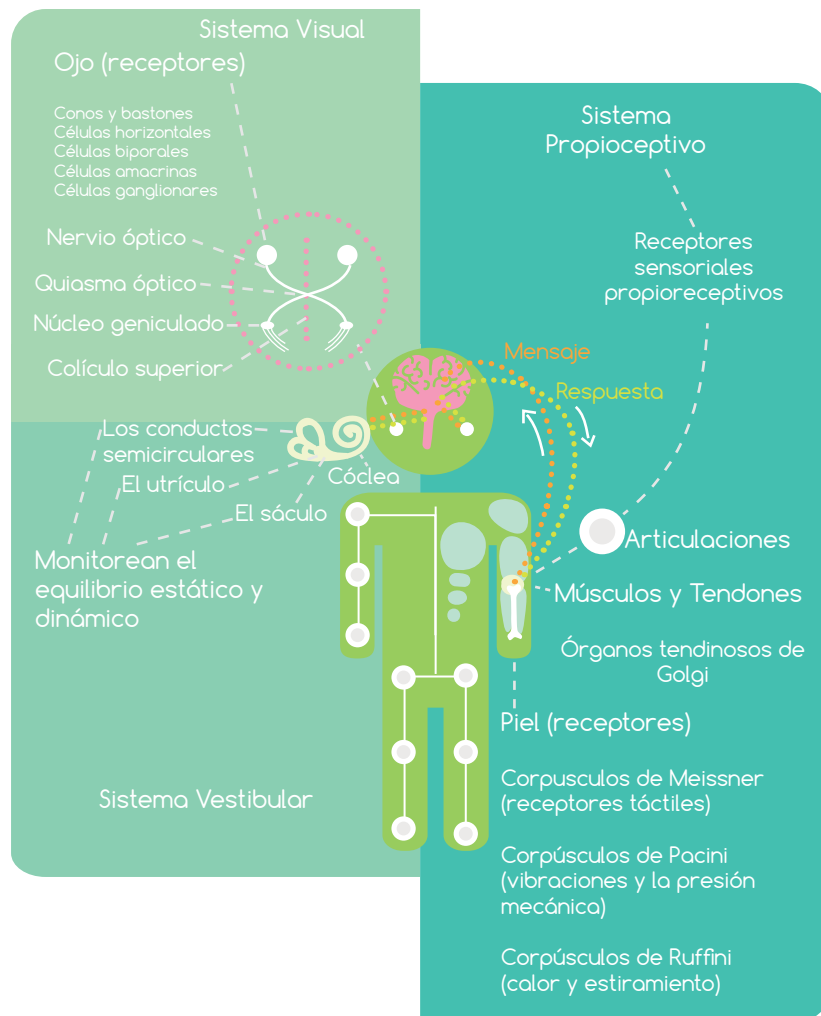 Sistema Visual
Ojo (receptores)
Conos y bastones
Células horizontales
Células biporales
Células amacrinas
Células ganglionares
Nervio óptico
Quiasma óptico
Núcleo geniculado
Colículo superior
Los conductos
semicirculares
El utrículo
El sáculo
Cóclea
Monitorean el
equilibrio estático y
dinámico
Sistema Vestibular
Sistema
Propioceptivo
Receptores
sensoriales
propioreceptivos
Mensaje
Respuesta
Articulaciones
Músculos y Tendones
Órganos tendinosos de
Golgi
Piel (receptores)
Corpusculos de Meissner
(receptores táctiles)
Corpúsculos de Pacini
(vibraciones y la presión
mecánica)
Corpúsculos de Ruffini
(calor y estiramiento)